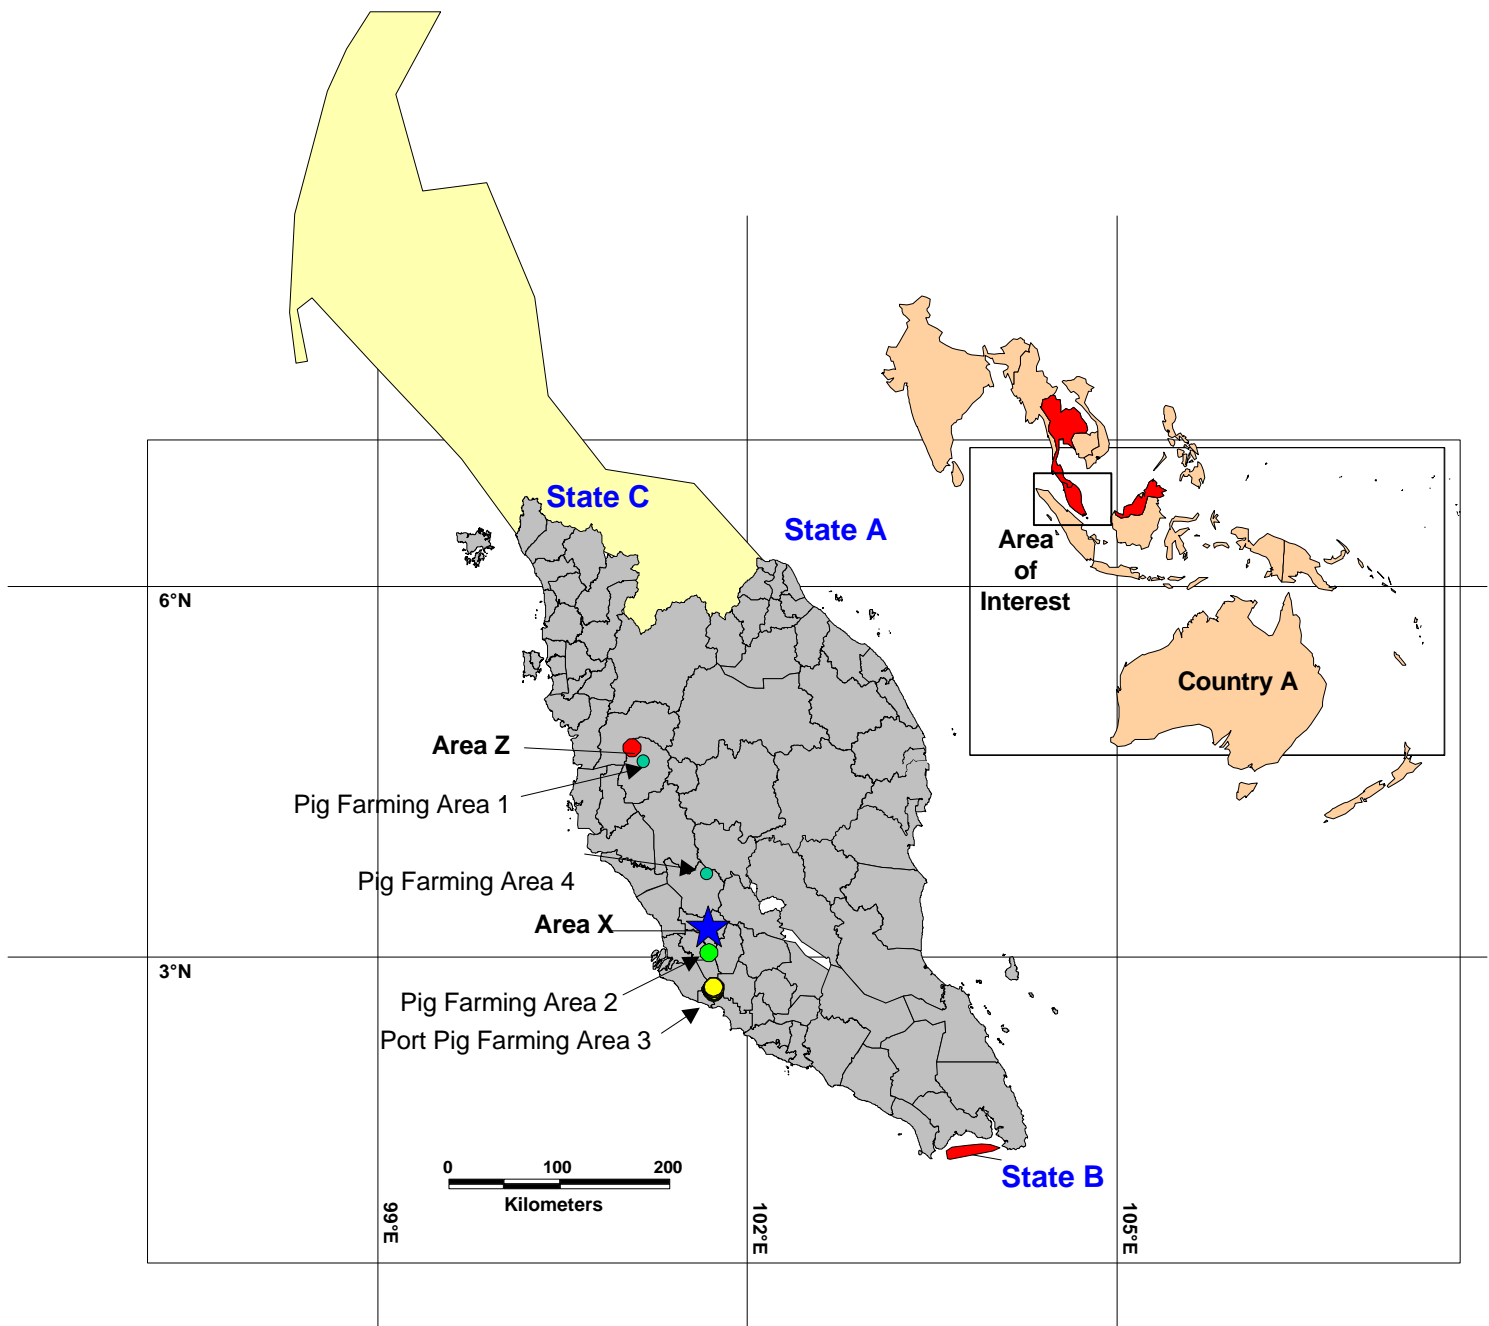 State C
State A
Area
of
Interest
6°N
Country A
Area Z
Pig Farming Area 1
Pig Farming Area 4
Area X
3°N
Pig Farming Area 2
Port Pig Farming Area 3
0 100 200
Kilometers
State B
99°E
102°E
105°E